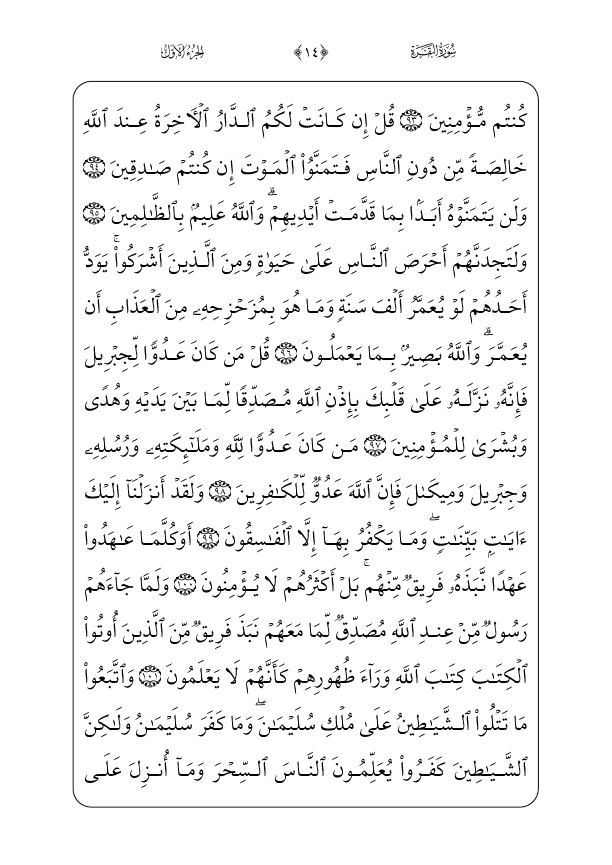 سُورَةُ البَقَرَةِ ﴿١٤﴾ الجُزءُ الأَوَّلُ
كُنتُم مُّؤۡمِنِينَ ٩٣ قُلۡ إِن كَانَتۡ لَكُمُ ٱلدَّارُ ٱلۡأٓخِرَةُ عِندَ ٱللَّهِ
خَالِصَةٗ مِّن دُونِ ٱلنَّاسِ فَتَمَنَّوُاْ ٱلۡمَوۡتَ إِن كُنتُمۡ صَٰدِقِينَ ٩٤
وَلَن يَتَمَنَّوۡهُ أَبَدَۢا بِمَا قَدَّمَتۡ أَيۡدِيهِمۡۚ وَٱللَّهُ عَلِيمُۢ بِٱلظَّٰلِمِينَ ٩٥
وَلَتَجِدَنَّهُمۡ أَحۡرَصَ ٱلنَّاسِ عَلَىٰ حَيَوٰةٖ وَمِنَ ٱلَّذِينَ أَشۡرَكُواْۚ يَوَدُّ
أَحَدُهُمۡ لَوۡ يُعَمَّرُ أَلۡفَ سَنَةٖ وَمَا هُوَ بِمُزَحۡزِحِهِۦ مِنَ ٱلۡعَذَابِ أَن
يُعَمَّرَۗ وَٱللَّهُ بَصِيرُۢ بِمَا يَعۡمَلُونَ ٩٦ قُلۡ مَن كَانَ عَدُوّٗا لِّجِبۡرِيلَ
فَإِنَّهُۥ نَزَّلَهُۥ عَلَىٰ قَلۡبِكَ بِإِذۡنِ ٱللَّهِ مُصَدِّقٗا لِّمَا بَيۡنَ يَدَيۡهِ وَهُدٗى
وَبُشۡرَىٰ لِلۡمُؤۡمِنِينَ ٩٧ مَن كَانَ عَدُوّٗا لِّلَّهِ وَمَلَٰٓئِكَتِهِۦ وَرُسُلِهِۦ
وَجِبۡرِيلَ وَمِيكَىٰلَ فَإِنَّ ٱللَّهَ عَدُوّٞ لِّلۡكَٰفِرِينَ ٩٨ وَلَقَدۡ أَنزَلۡنَآ إِلَيۡكَ
ءَايَٰتِۭ بَيِّنَٰتٖۖ وَمَا يَكۡفُرُ بِهَآ إِلَّا ٱلۡفَٰسِقُونَ ٩٩ أَوَكُلَّمَا عَٰهَدُواْ
عَهۡدٗا نَّبَذَهُۥ فَرِيقٞ مِّنۡهُمۚ بَلۡ أَكۡثَرُهُمۡ لَا يُؤۡمِنُونَ ١٠٠ وَلَمَّا جَآءَهُمۡ
رَسُولٞ مِّنۡ عِندِ ٱللَّهِ مُصَدِّقٞ لِّمَا مَعَهُمۡ نَبَذَ فَرِيقٞ مِّنَ ٱلَّذِينَ أُوتُواْ
ٱلۡكِتَٰبَ كِتَٰبَ ٱللَّهِ وَرَآءَ ظُهُورِهِمۡ كَأَنَّهُمۡ لَا يَعۡلَمُونَ ١٠١ وَٱتَّبَعُواْ
مَا تَتۡلُواْ ٱلشَّيَٰطِينُ عَلَىٰ مُلۡكِ سُلَيۡمَٰنَۖ وَمَا كَفَرَ سُلَيۡمَٰنُ وَلَٰكِنَّ
ٱلشَّيَٰطِينَ كَفَرُواْ يُعَلِّمُونَ ٱلنَّاسَ ٱلسِّحۡرَ وَمَآ أُنزِلَ عَلَى